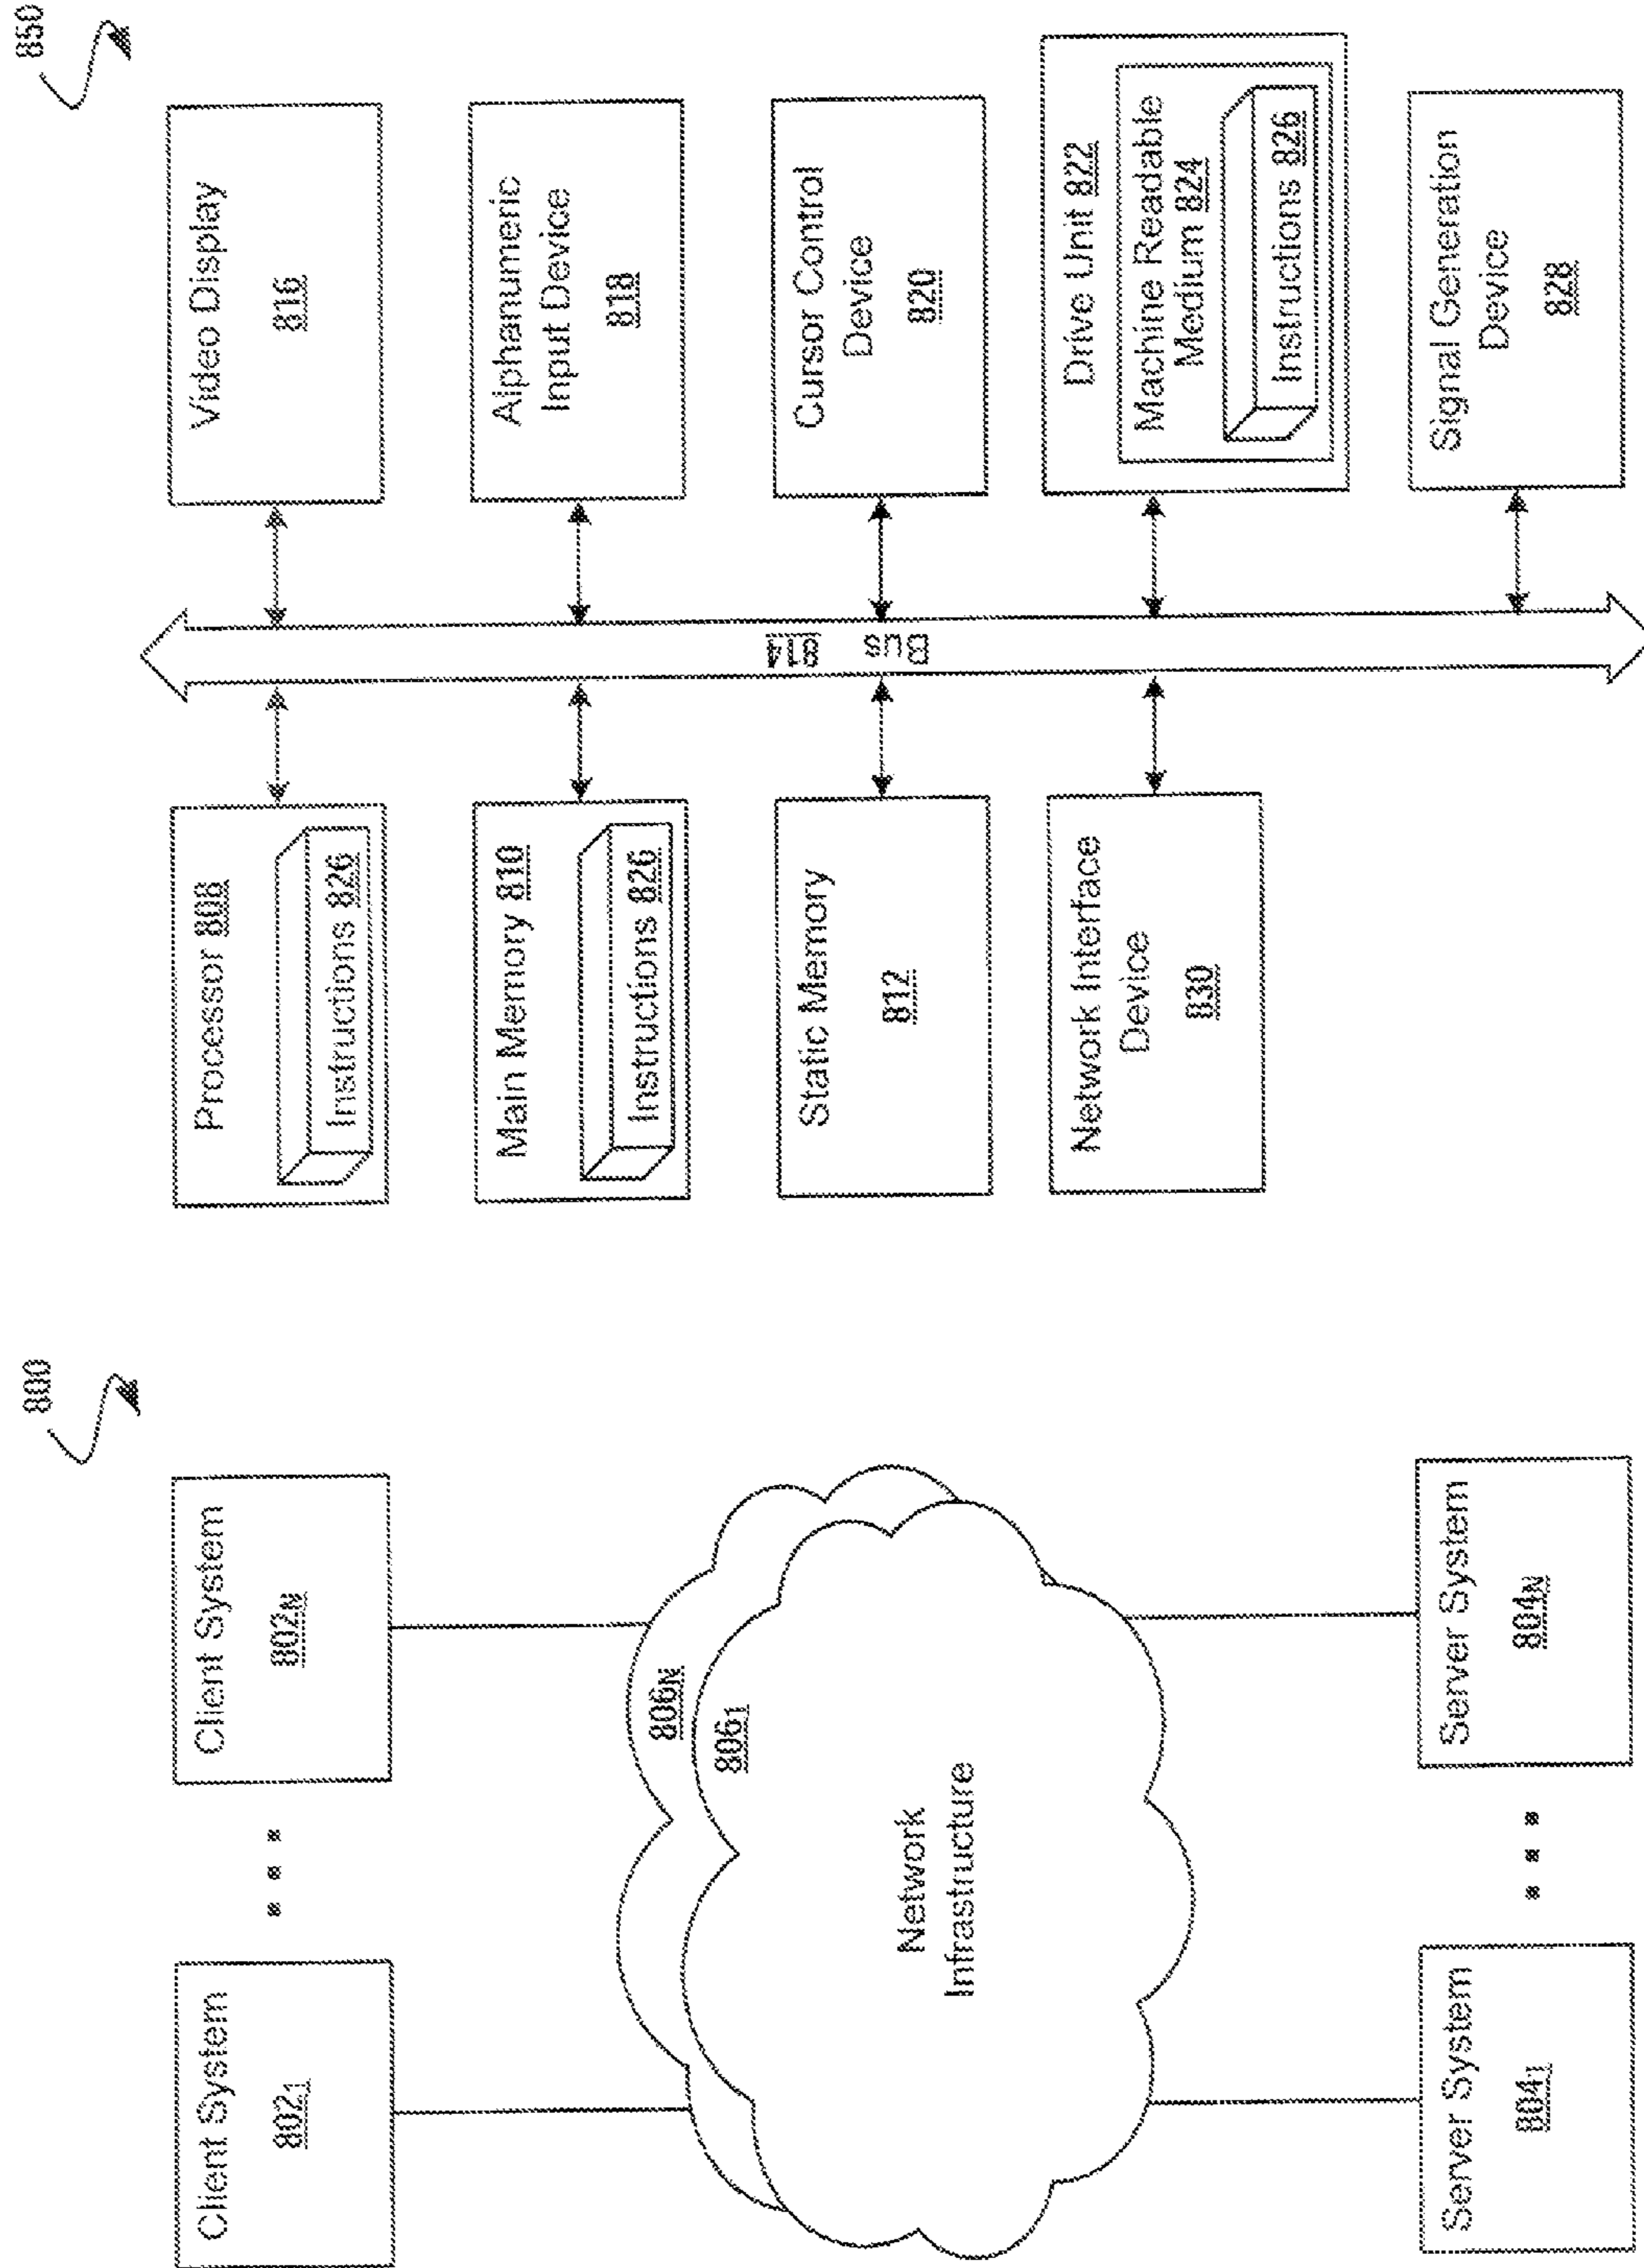 800
Client System
802₁
Client System
802N
806N
806₁
Network
Infrastructure
Server System
804₁
Server System
804N
850
Processor 808
Instructions 826
Main Memory 810
Instructions 826
Static Memory
812
Network Interface
Device
830
Bus
814
Video Display
816
Alphanumeric
Input Device
818
Cursor Control
Device
820
Drive Unit 822
Machine Readable
Medium 824
Instructions 826
Signal Generation
Device
828